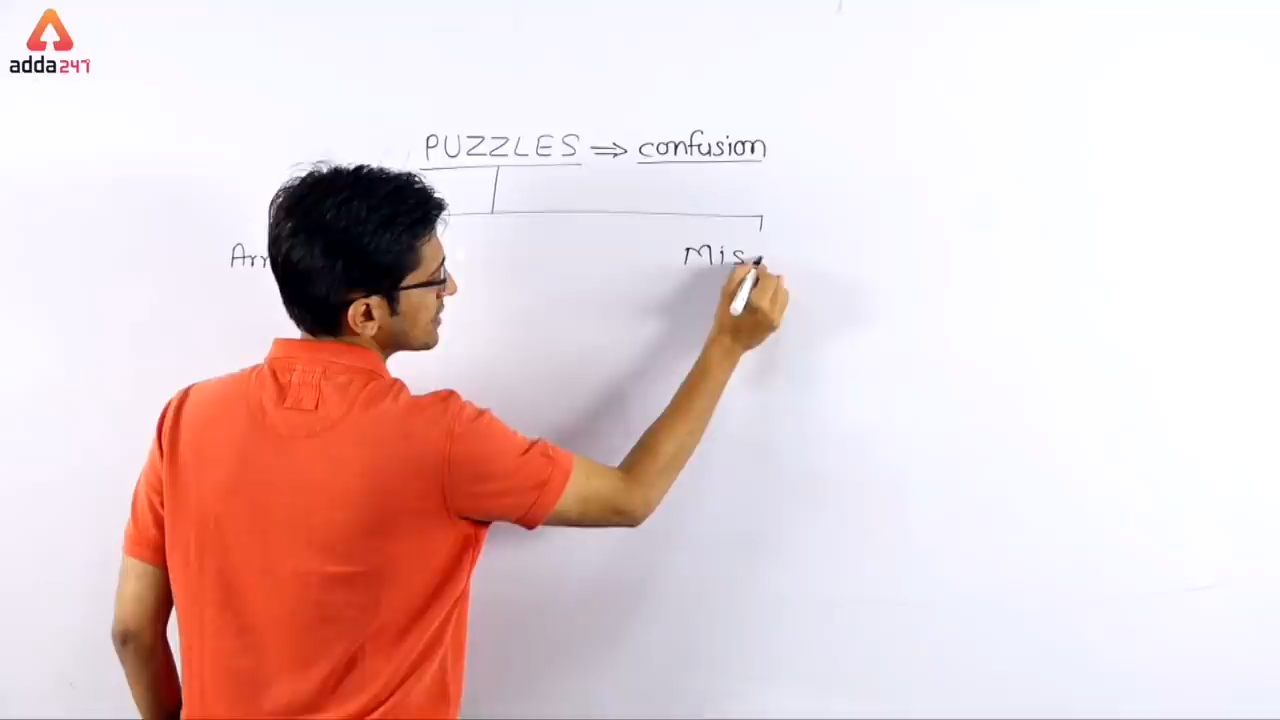 adda247
PUZZLES ⇒ confusion
Arr
Mis